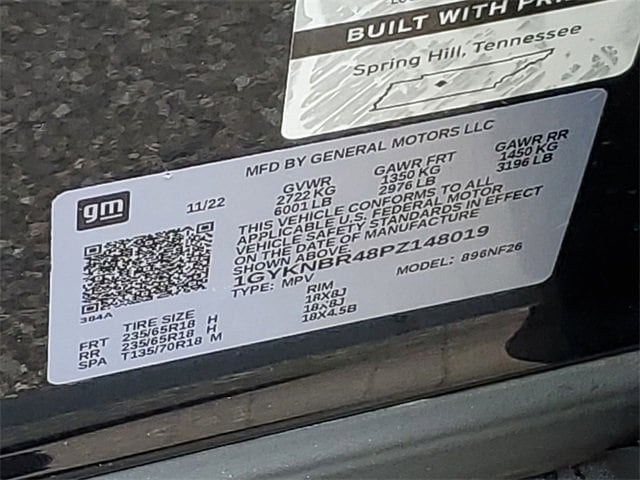 BUILT WITH
Spring Hill, Tennessee
MFD BY GENERAL MOTORS LLC
gm
11/22
GVWR GAWR FRT GAWR RR
2722 KG 1350 KG 1450 KG
6001 LB 2976 LB 3196 LB
THIS VEHICLE CONFORMS TO ALL
APPLICABLE U.S. FEDERAL MOTOR
VEHICLE SAFETY STANDARDS IN EFFECT
ON THE DATE OF MANUFACTURE
SHOWN ABOVE.
1GYKNBR48PZ148019
TYPE: MPV MODEL: 896NF26
384A
TIRE SIZE RIM
FRT 235/65R18 H 18X8J
RR 235/65R18 H 18X8J
SPA T135/70R18 M 18X4.5B